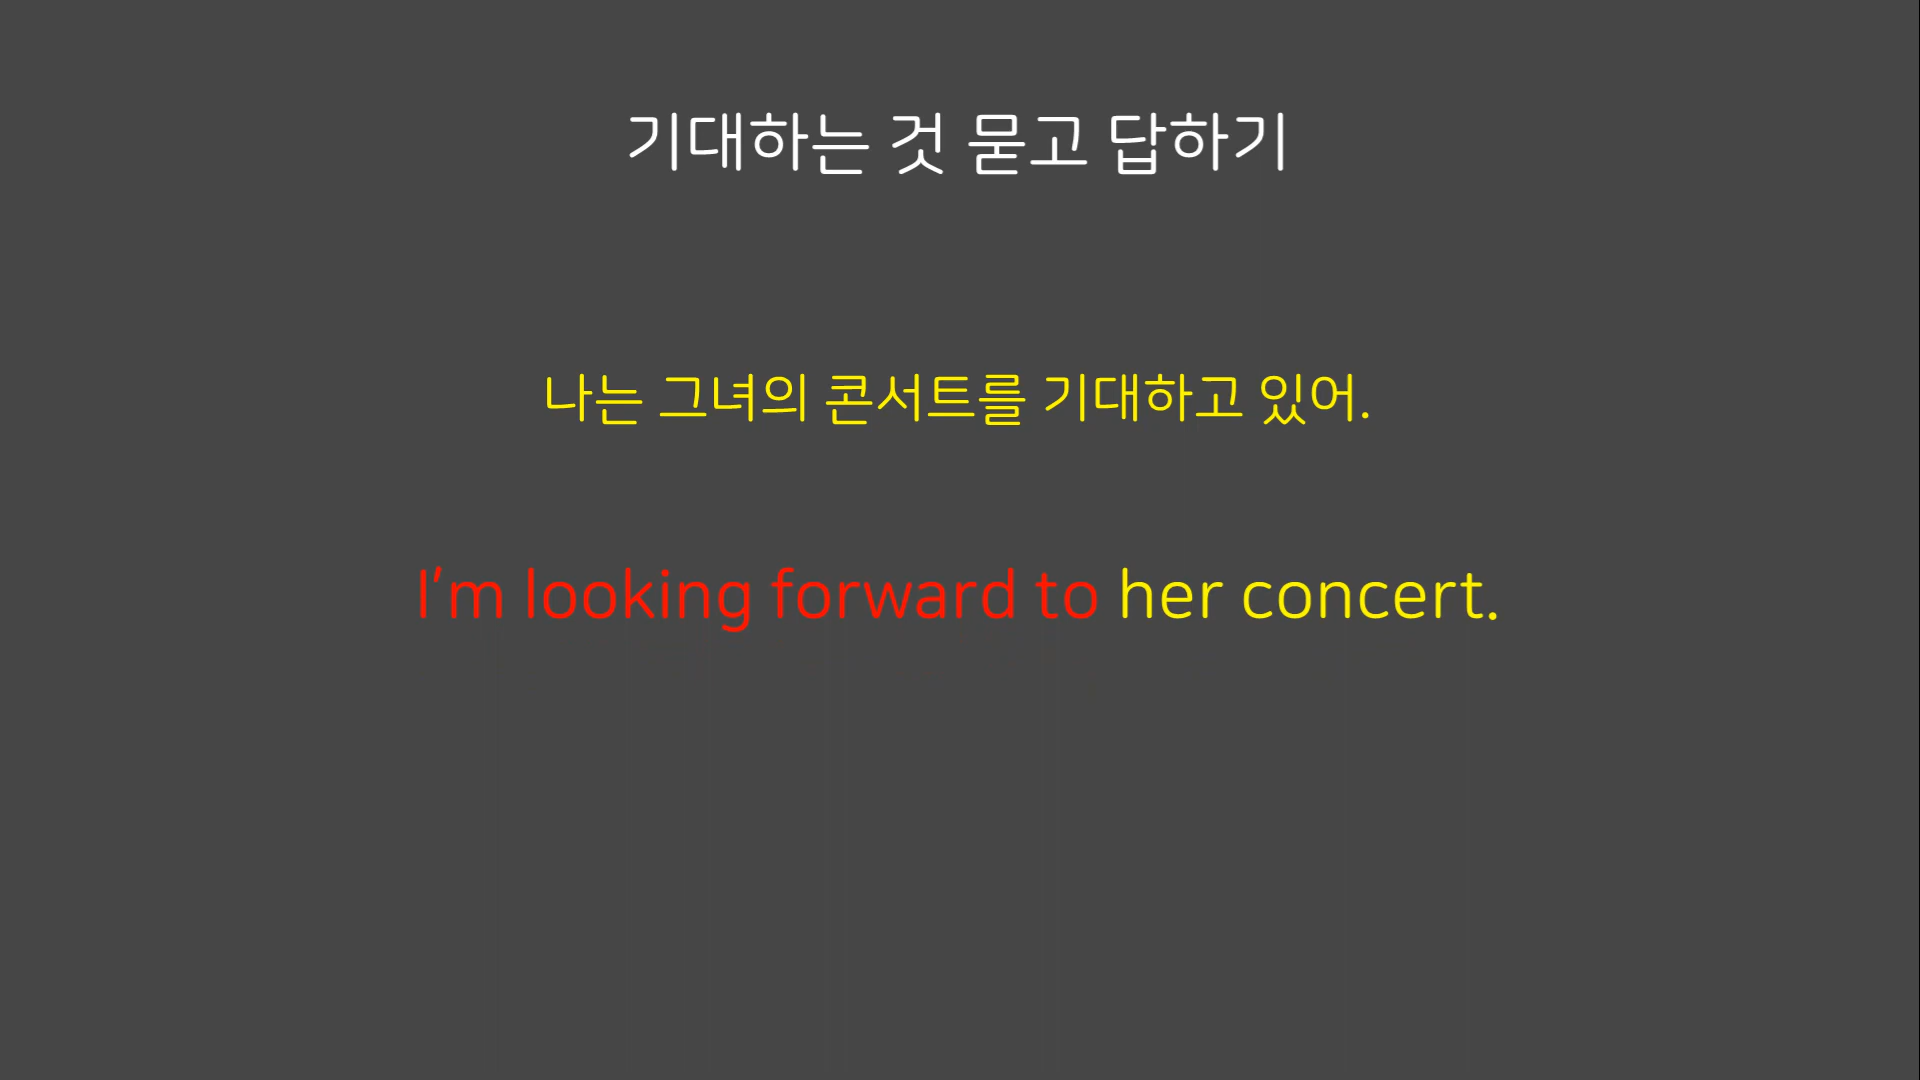 기대하는 것 묻고 답하기
나는 그녀의 콘서트를 기대하고 있어.
I'm looking forward to her concert.